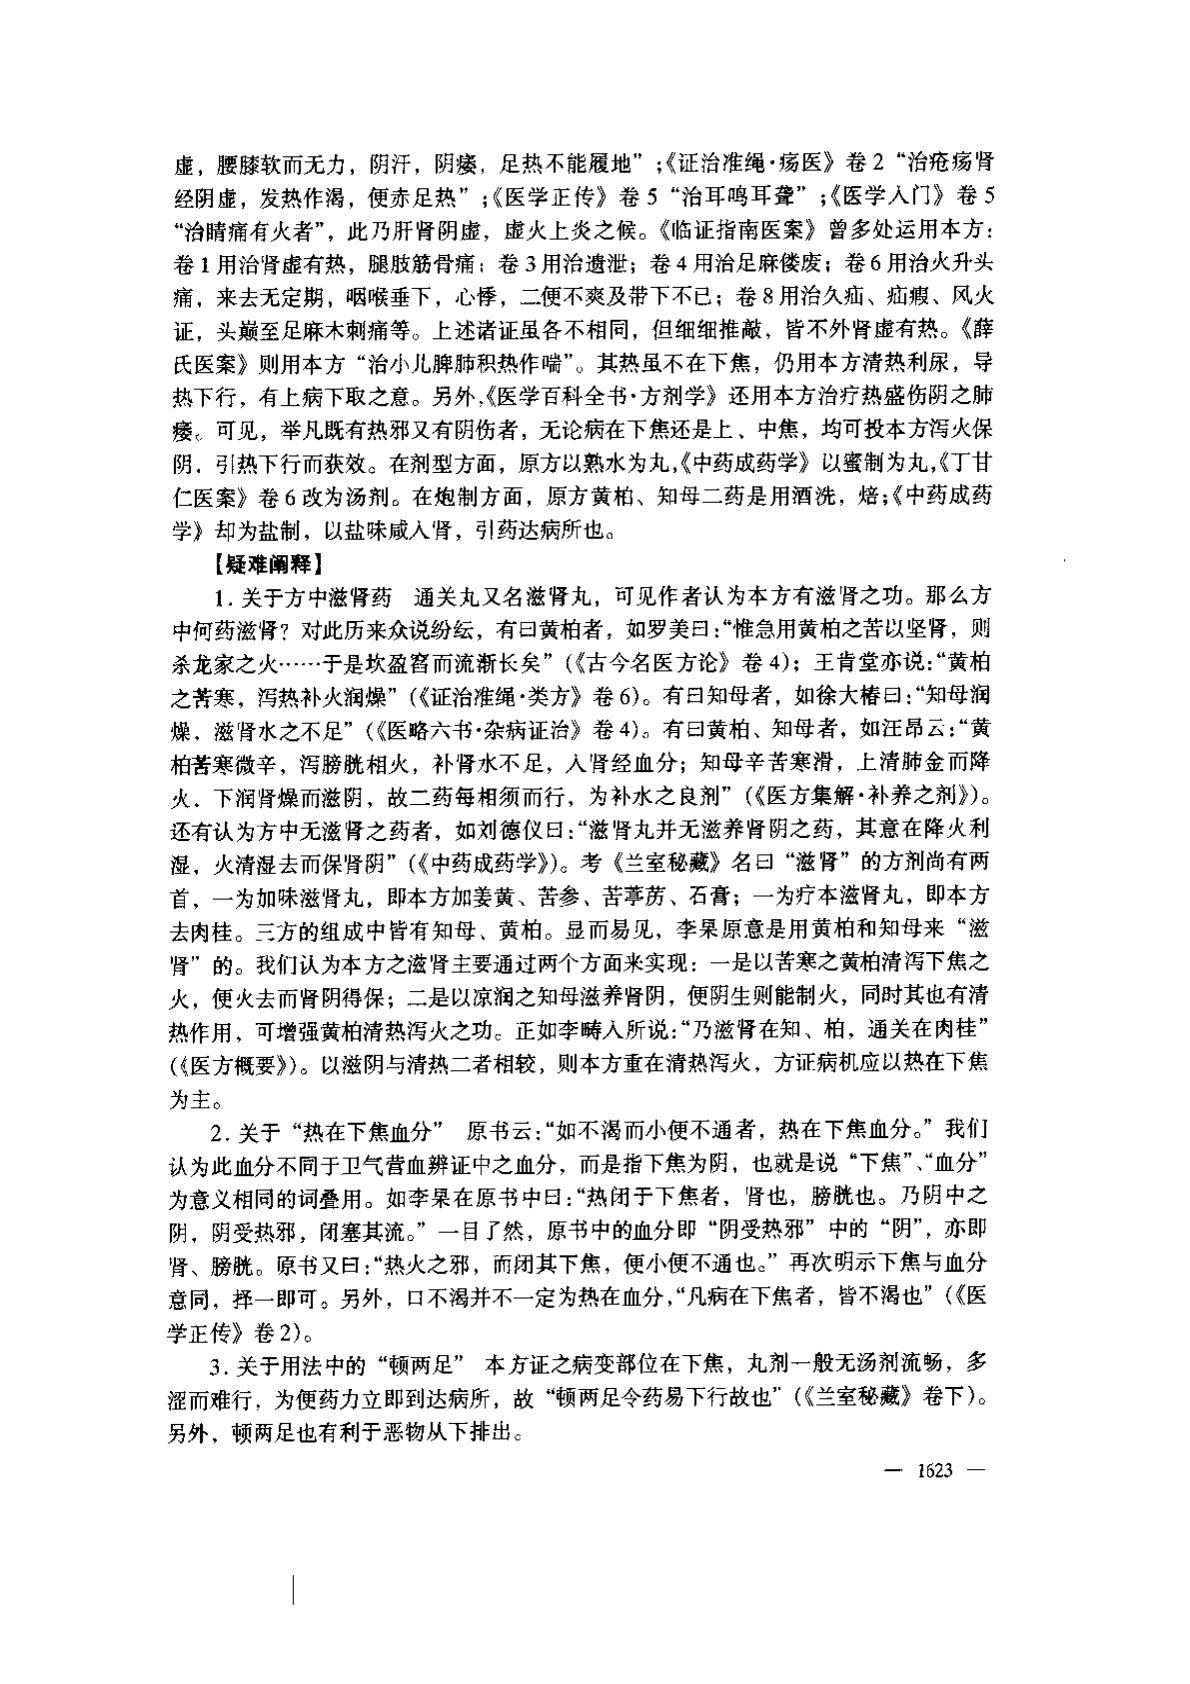 虚，腰膝软而无力，阴汗，阴痿，足热不能履地”；《证治准绳·疡医》卷 2 “治疮疡肾
经阴虚，发热作渴，便赤足热”；《医学正传》卷 5 “治耳鸣耳聋”；《医学入门》卷 5
“治睛痛有火者”，此乃肝肾阴虚，虚火上炎之候。《临证指南医案》曾多处运用本方：
卷 1 用治肾虚有热，腿肢筋骨痛；卷 3 用治遗泄；卷 4 用治足麻偻废；卷 6 用治火升头
痛，来去无定期，咽喉垂下，心悸，二便不爽及带下不已；卷 8 用治久疝、疝瘕、风火
证，头巅至足麻木刺痛等。上述诸证虽各不相同，但细细推敲，皆不外肾虚有热。《薛
氏医案》则用本方“治小儿脾肺积热作喘”。其热虽不在下焦，仍用本方清热利尿，导
热下行，有上病下取之意。另外，《医学百科全书·方剂学》还用本方治疗热盛伤阴之肺
痿。可见，举凡既有热邪又有阴伤者，无论病在下焦还是上、中焦，均可投本方泻火保
阴，引热下行而获效。在剂型方面，原方以熟水为丸，《中药成药学》以蜜制为丸，《丁甘
仁医案》卷 6 改为汤剂。在炮制方面，原方黄柏、知母二药是用酒洗，焙；《中药成药
学》却为盐制，以盐味咸入肾，引药达病所也。
【疑难阐释】
1. 关于方中滋肾药　通关丸又名滋肾丸，可见作者认为本方有滋肾之功。那么方
中何药滋肾？对此历来众说纷纭，有曰黄柏者，如罗美曰：“惟急用黄柏之苦以坚肾，则
杀龙家之火……于是坎盈窞而流渐长矣”（《古今名医方论》卷 4）；王肯堂亦说：“黄柏
之苦寒，泻热补火润燥”（《证治准绳·类方》卷 6）。有曰知母者，如徐大椿曰：“知母润
燥，滋肾水之不足”（《医略六书·杂病证治》卷 4）。有曰黄柏、知母者，如汪昂云：“黄
柏苦寒微辛，泻膀胱相火，补肾水不足，入肾经血分；知母辛苦寒滑，上清肺金而降
火，下润肾燥而滋阴，故二药每相须而行，为补水之良剂”（《医方集解·补养之剂》）。
还有认为方中无滋肾之药者，如刘德仪曰：“滋肾丸并无滋养肾阴之药，其意在降火利
湿，火清湿去而保肾阴”（《中药成药学》）。考《兰室秘藏》名曰“滋肾”的方剂尚有两
首，一为加味滋肾丸，即本方加姜黄、苦参、苦葶苈、石膏；一为疗本滋肾丸，即本方
去肉桂。三方的组成中皆有知母、黄柏。显而易见，李杲原意是用黄柏和知母来“滋
肾”的。我们认为本方之滋肾主要通过两个方面来实现：一是以苦寒之黄柏清泻下焦之
火，使火去而肾阴得保；二是以凉润之知母滋养肾阴，使阴生则能制火，同时其也有清
热作用，可增强黄柏清热泻火之功。正如李畴人所说：“乃滋肾在知、柏，通关在肉桂”
（《医方概要》）。以滋阴与清热二者相较，则本方重在清热泻火，方证病机应以热在下焦
为主。
2. 关于“热在下焦血分”　原书云：“如不渴而小便不通者，热在下焦血分。”我们
认为此血分不同于卫气营血辨证中之血分，而是指下焦为阴，也就是说“下焦”、“血分”
为意义相同的词叠用。如李杲在原书中曰：“热闭于下焦者，肾也，膀胱也。乃阴中之
阴，阴受热邪，闭塞其流。”一目了然，原书中的血分即“阴受热邪”中的“阴”，亦即
肾、膀胱。原书又曰：“热火之邪，而闭其下焦，使小便不通也。”再次明示下焦与血分
意同，择一即可。另外，口不渴并不一定为热在血分，“凡病在下焦者，皆不渴也”（《医
学正传》卷 2）。
3. 关于用法中的“顿两足”　本方证之病变部位在下焦，丸剂一般无汤剂流畅，多
涩而难行，为使药力立即到达病所，故“顿两足令药易下行故也”（《兰室秘藏》卷下）。
另外，顿两足也有利于恶物从下排出。
— 1623 —